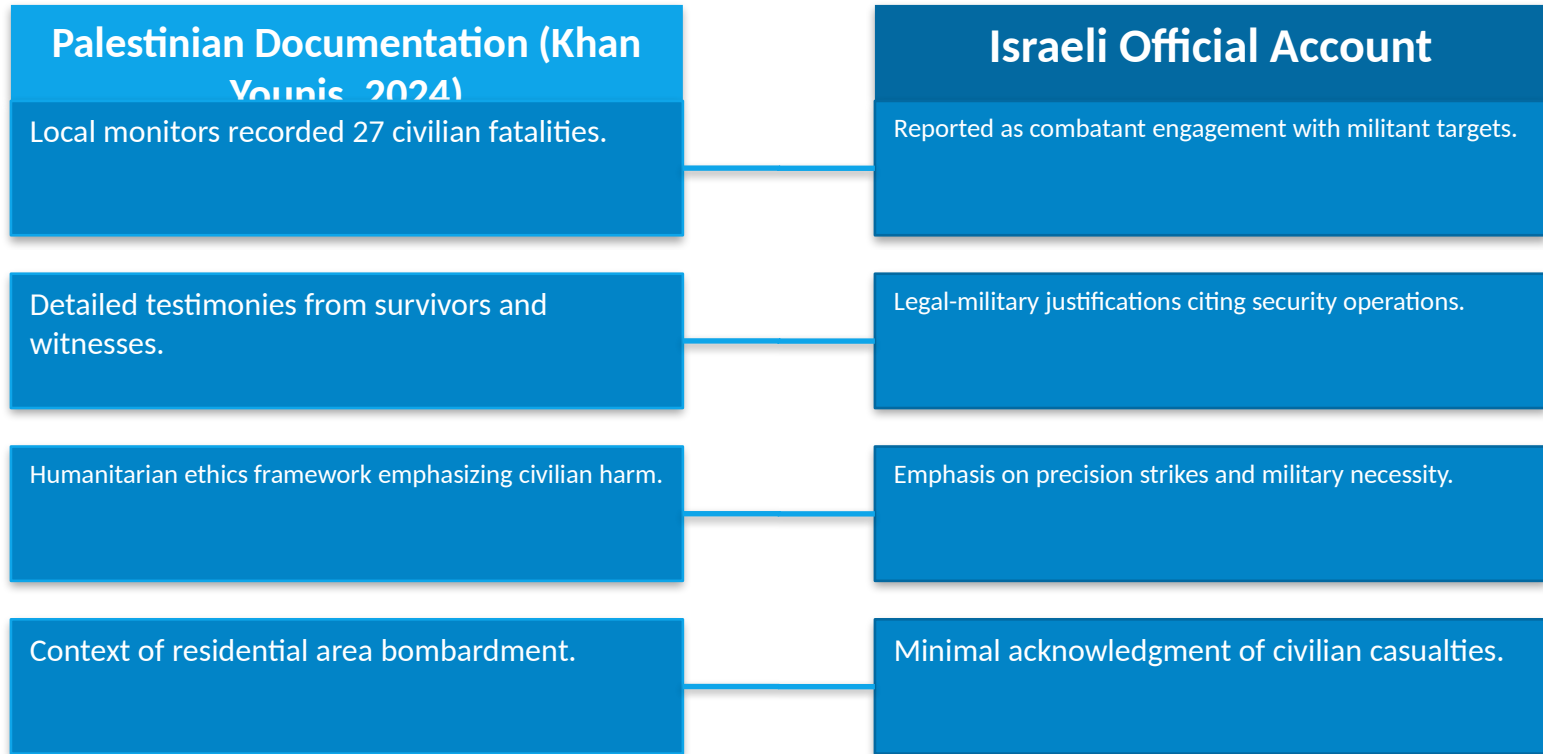 Palestinian Documentation (Khan
Younis, 2024)
Israeli Official Account
Local monitors recorded 27 civilian fatalities.
Reported as combatant engagement with militant targets.
Detailed testimonies from survivors and
witnesses.
Legal-military justifications citing security operations.
Humanitarian ethics framework emphasizing civilian harm.
Emphasis on precision strikes and military necessity.
Context of residential area bombardment.
Minimal acknowledgment of civilian casualties.